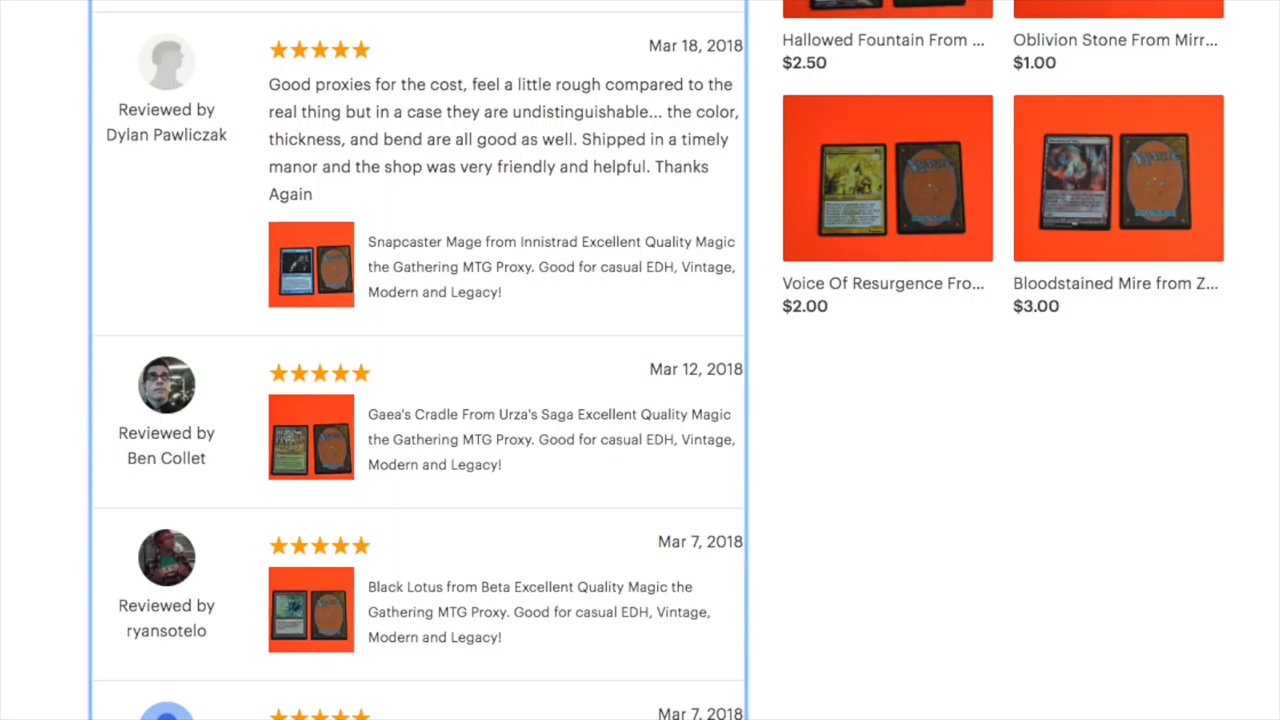 Mar 18, 2018
Reviewed by
Dylan Pawliczak
Good proxies for the cost, feel a little rough compared to the
real thing but in a case they are undistinguishable... the color,
thickness, and bend are all good as well. Shipped in a timely
manor and the shop was very friendly and helpful. Thanks
Again
Snapcaster Mage from Innistrad Excellent Quality Magic
the Gathering MTG Proxy. Good for casual EDH, Vintage,
Modern and Legacy!
Mar 12, 2018
Reviewed by
Ben Collet
Gaea's Cradle From Urza's Saga Excellent Quality Magic
the Gathering MTG Proxy. Good for casual EDH, Vintage,
Modern and Legacy!
Mar 7, 2018
Reviewed by
ryansotelo
Black Lotus from Beta Excellent Quality Magic the
Gathering MTG Proxy. Good for casual EDH, Vintage,
Modern and Legacy!
Mar 7, 2018
Hallowed Fountain From ...
$2.50
Oblivion Stone From Mirr...
$1.00
Voice Of Resurgence Fro...
$2.00
Bloodstained Mire from Z...
$3.00